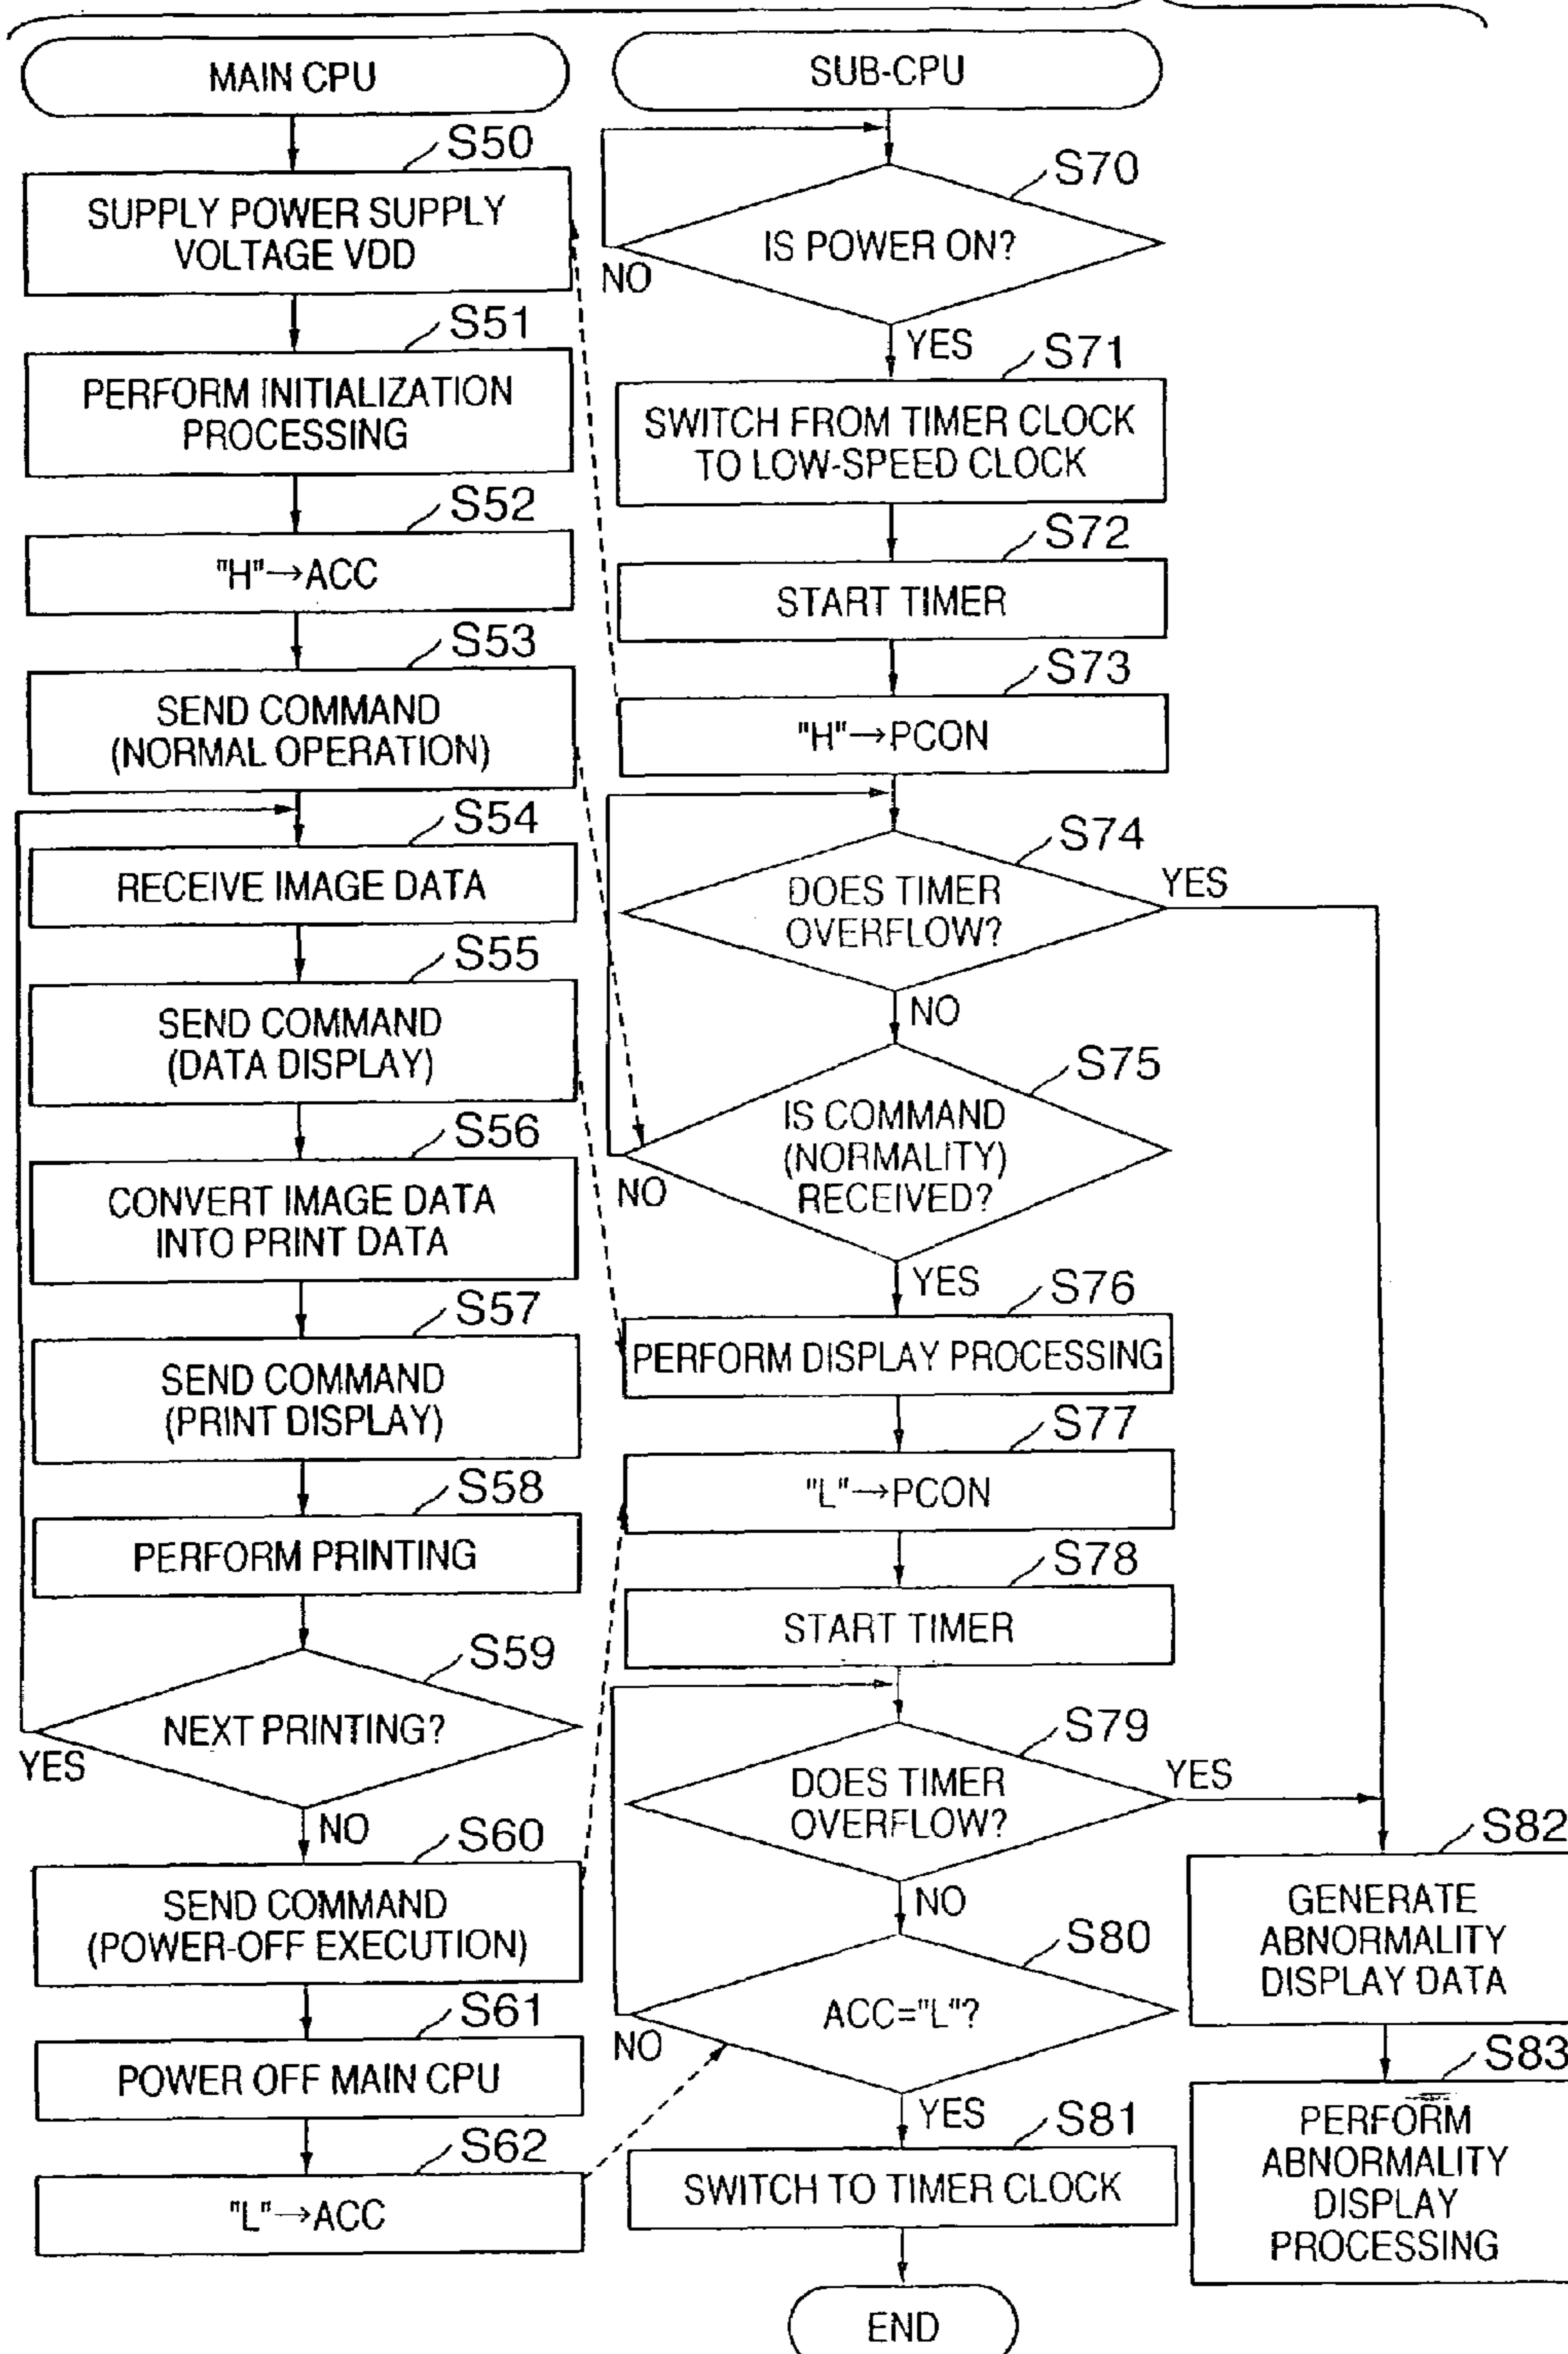 MAIN CPU
S50
SUPPLY POWER SUPPLY
VOLTAGE VDD
S51
PERFORM INITIALIZATION
PROCESSING
S52
"H"→ACC
S53
SEND COMMAND
(NORMAL OPERATION)
S54
RECEIVE IMAGE DATA
S55
SEND COMMAND
(DATA DISPLAY)
S56
CONVERT IMAGE DATA
INTO PRINT DATA
S57
SEND COMMAND
(PRINT DISPLAY)
S58
PERFORM PRINTING
S59
NEXT PRINTING?
YES
NO
S60
SEND COMMAND
(POWER-OFF EXECUTION)
S61
POWER OFF MAIN CPU
S62
"L"→ACC
SUB-CPU
S70
IS POWER ON?
NO
YES
S71
SWITCH FROM TIMER CLOCK
TO LOW-SPEED CLOCK
S72
START TIMER
S73
"H"→PCON
S74
DOES TIMER
OVERFLOW?
YES
NO
S75
IS COMMAND
(NORMALITY)
RECEIVED?
NO
YES
S76
PERFORM DISPLAY PROCESSING
S77
"L"→PCON
S78
START TIMER
S79
DOES TIMER
OVERFLOW?
YES
NO
S80
ACC="L"?
NO
YES
S81
SWITCH TO TIMER CLOCK
END
S82
GENERATE
ABNORMALITY
DISPLAY DATA
S83
PERFORM
ABNORMALITY
DISPLAY
PROCESSING